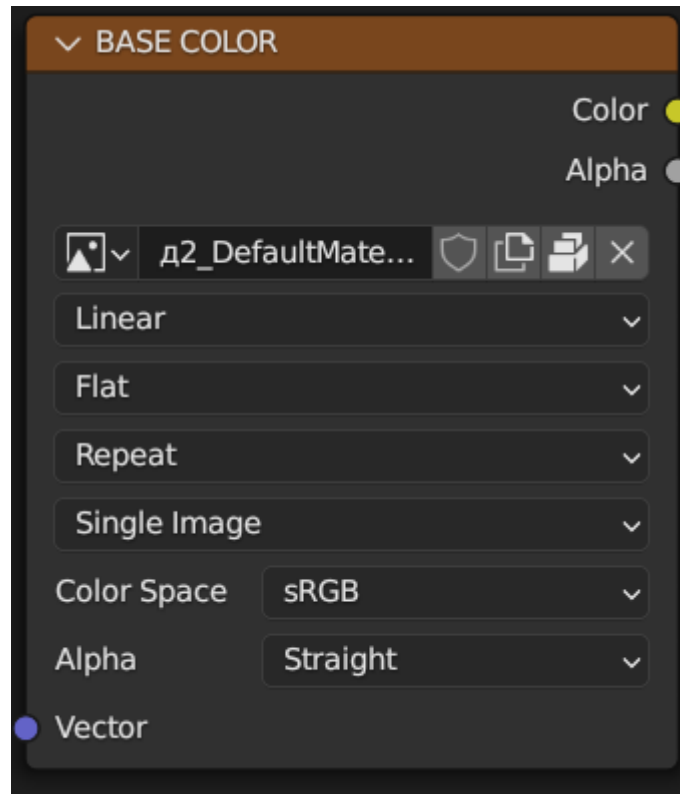 BASE COLOR
Color
Alpha
д2_DefaultMate...
Linear
Flat
Repeat
Single Image
Color Space sRGB
Alpha Straight
Vector